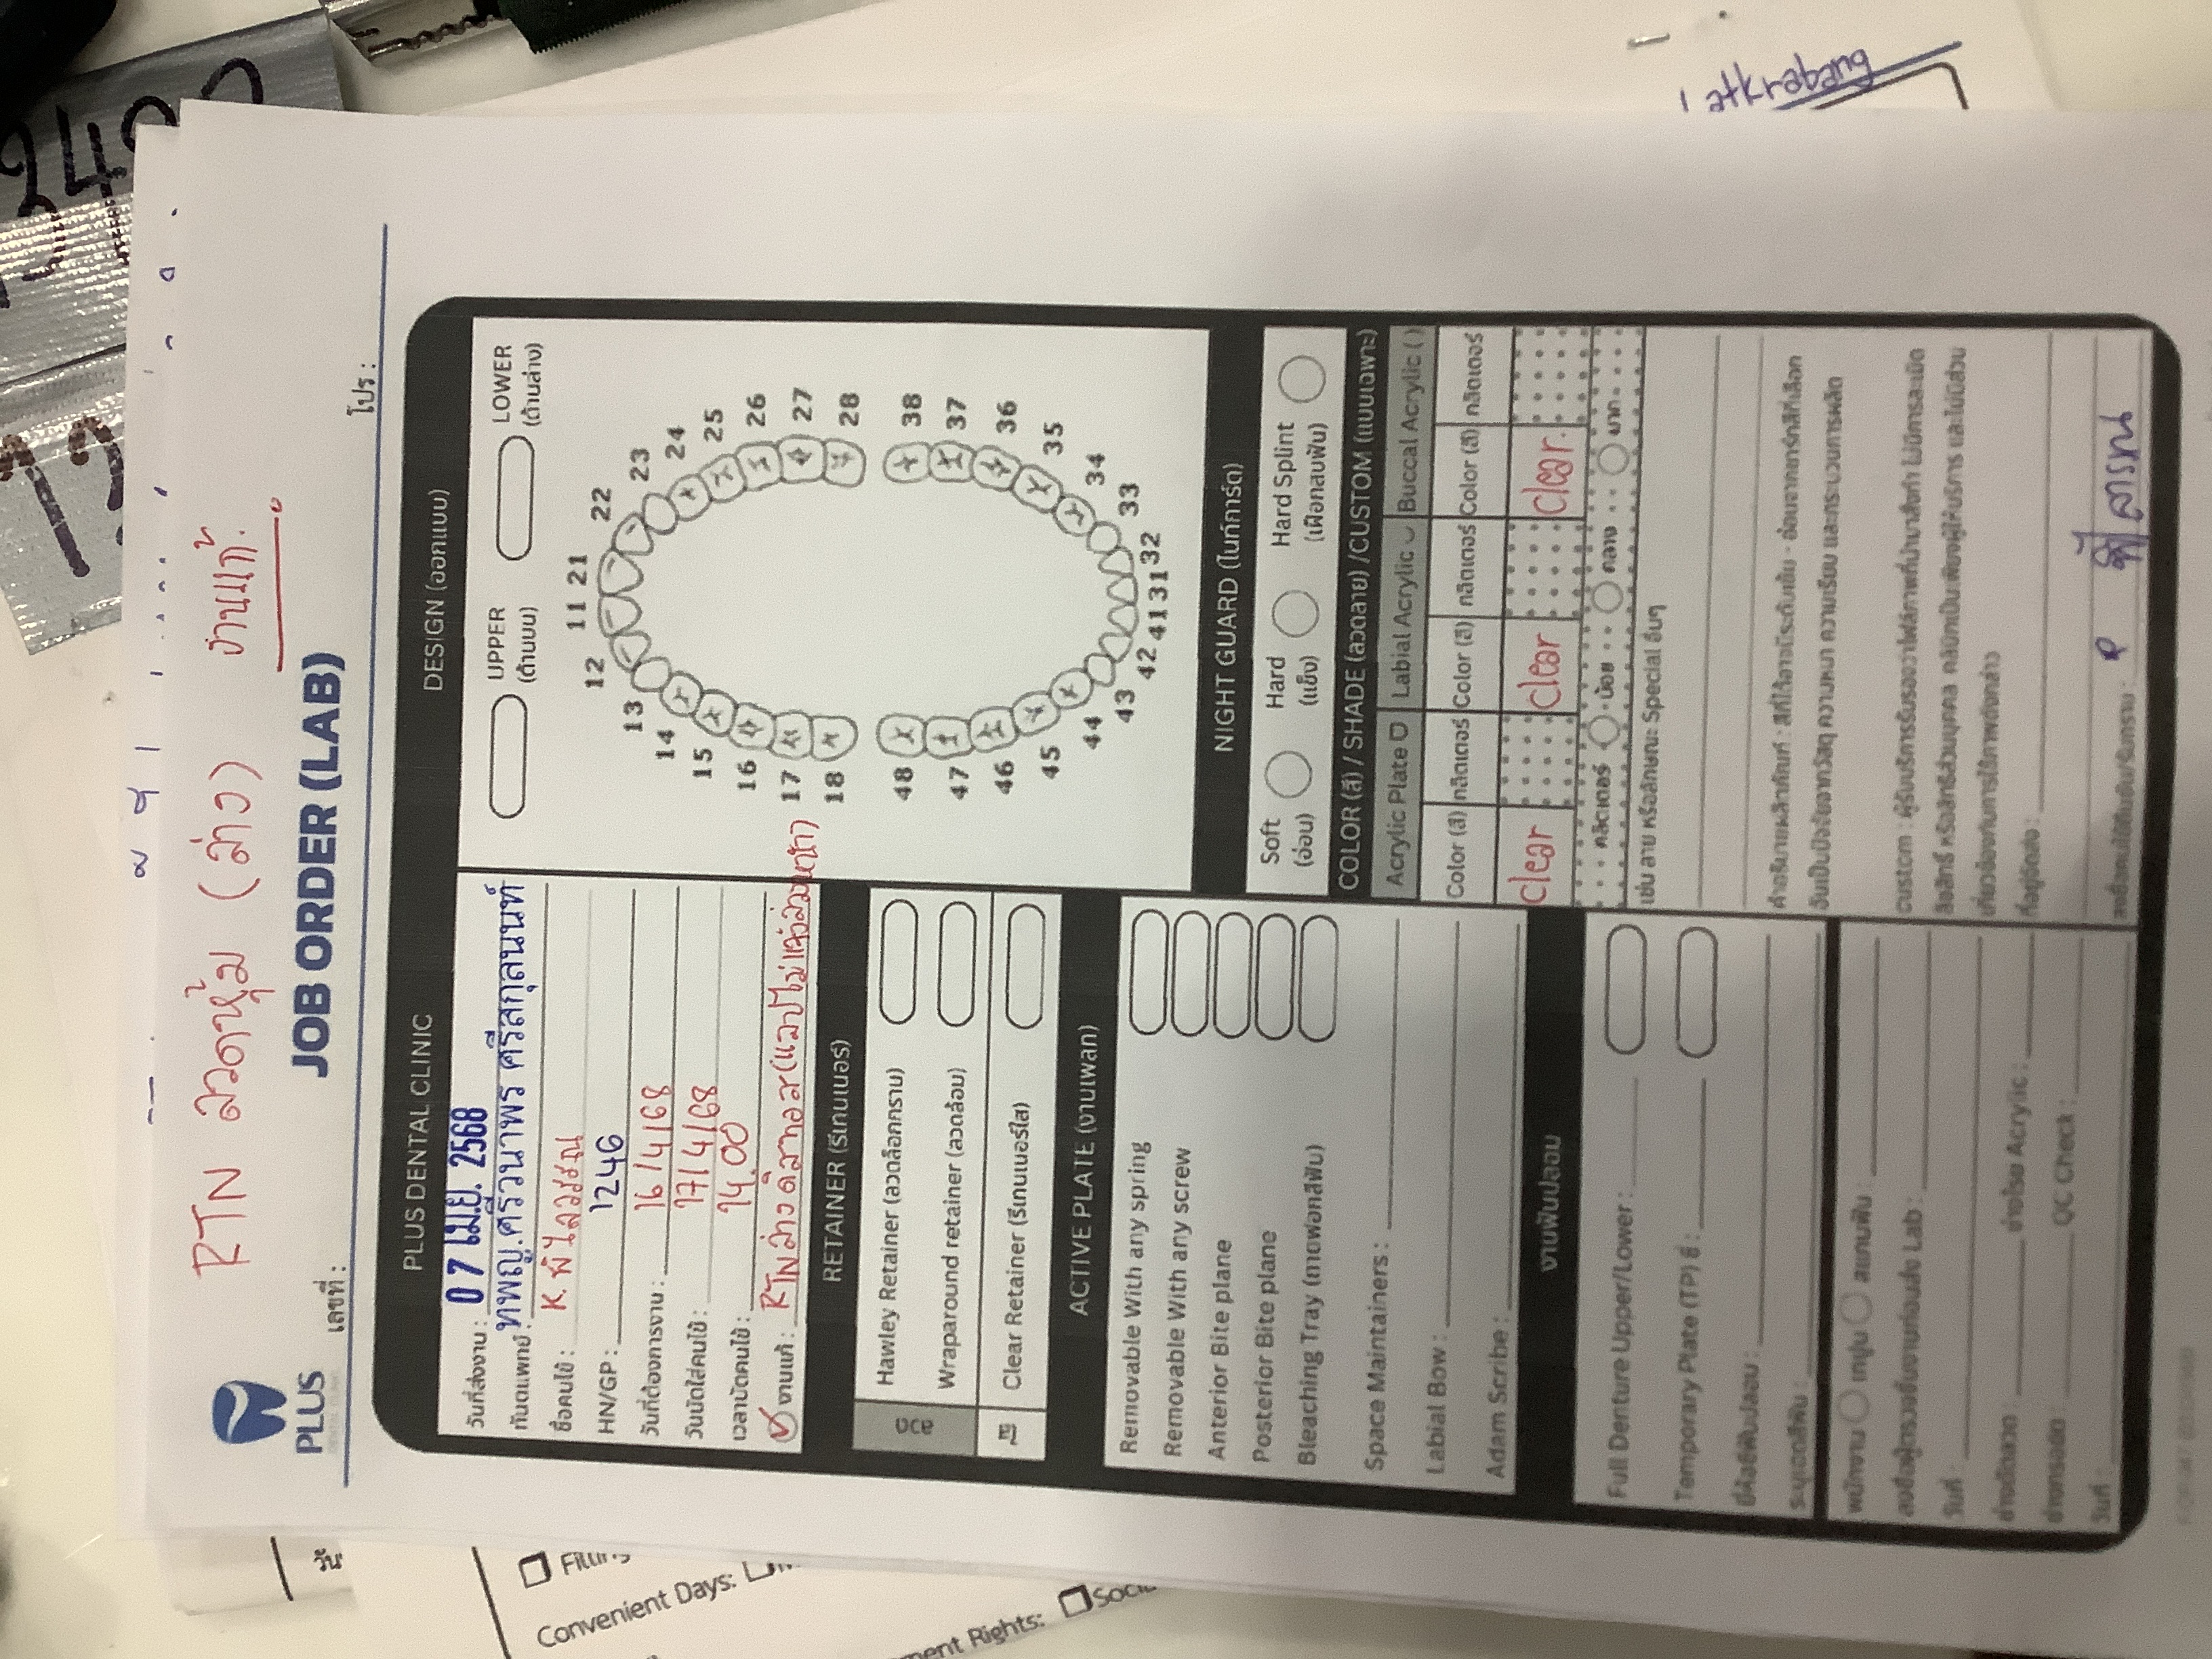 RTN ลวดหุ้ม (ล่าง) งานแก้.
PLUS
DENTAL CLINIC
เลขที่ :
JOB ORDER (LAB)
โปร :
PLUS DENTAL CLINIC
วันที่ส่งงาน : 07 เม.ย. 2568
ทันตแพทย์ : ทพญ.ศรีวนาพร ศรีสกุลนนท์
ชื่อคนไข้ : K. พิไลวรรณ
HN/GP : 1246
วันที่ต้องการงาน : 16/4/68
วันนัดใส่คนไข้ : 17/4/68
เวลานัดคนไข้ : 14.00
งานแก้ : RTN ล่าง ดิสทอส (แลปไม่แจ้งล่วงหน้า)
RETAINER (รีเทนเนอร์)
ลวด
Hawley Retainer (ลวดล็อกกราม)
Wraparound retainer (ลวดล้อม)
ใส
Clear Retainer (รีเทนเนอร์ใส)
ACTIVE PLATE (งานเพลท)
Removable With any spring
Removable With any screw
Anterior Bite plane
Posterior Bite plane
Bleaching Tray (ถาดฟอกสีฟัน)
Space Maintainers :
Labial Bow :
Adam Scribe :
งานฟันปลอม
Full Denture Upper/Lower :
Temporary Plate (TP) ซี่ :
ยี่ห้อซี่ฟันปลอม :
ระบุเฉดสีฟัน :
พนักงาน เทปูน สแกนฟัน :
ลงชื่อผู้ตรวจชิ้นงานก่อนส่ง Lab :
วันที่ :
ช่างดัดลวด : ช่างโรย Acrylic :
ช่างกรอขัด : QC Check :
วันที่ :
DESIGN (ออกแบบ)
UPPER
(ด้านบน)
LOWER
(ด้านล่าง)
11 21
12 22
13 23
14 24
15 25
16 26
17 27
18 28
48 38
47 37
46 36
45 35
44 34
43 33
42 41 31 32
NIGHT GUARD (ไนท์การ์ด)
Soft
(อ่อน)
Hard
(แข็ง)
Hard Splint
(เฝือกสบฟัน)
COLOR (สี) / SHADE (ลวดลาย) /CUSTOM (แบบเฉพาะ)
Acrylic Plate Labial Acrylic Buccal Acrylic ( )
Color (สี) กลิตเตอร์ Color (สี) กลิตเตอร์ Color (สี) กลิตเตอร์
clear clear clear.
กลิตเตอร์ น้อย กลาง มาก
เช่น ลาย หรือลักษณะ Special อื่นๆ
คำอธิบายผลิตภัณฑ์ : สีที่ได้อาจมีระดับเข้ม - อ่อนจากชาร์ทสีที่เลือก
อันเป็นปัจจัยจากวัสดุ ความหนา ความเรียบ และกระบวนการผลิต
custom : ผู้รับบริการรับรองว่าไฟล์ภาพที่นำมาสั่งทำ ไม่มีการละเมิด
ลิขสิทธิ์ หรือสิทธิส่วนบุคคล คลินิกเป็นเพียงผู้ให้บริการ และไม่มีส่วน
เกี่ยวข้องกับการใช้ภาพดังกล่าว
ที่อยู่จัดส่ง :
ลงชื่อคนไข้ยืนยัน/รับทราบ :
Convenient Days:
latkrabang